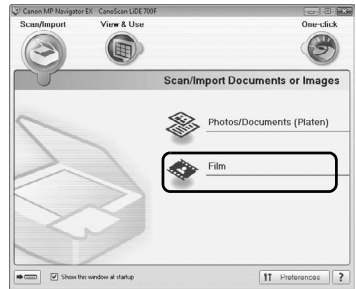 Canon MP Navigator EX - CanoScan LiDE 700F
Scan/Import View & Use One-click
Scan/Import Documents or Images
Photos/Documents (Platen)
Film
Show this window at startup Preferences ?